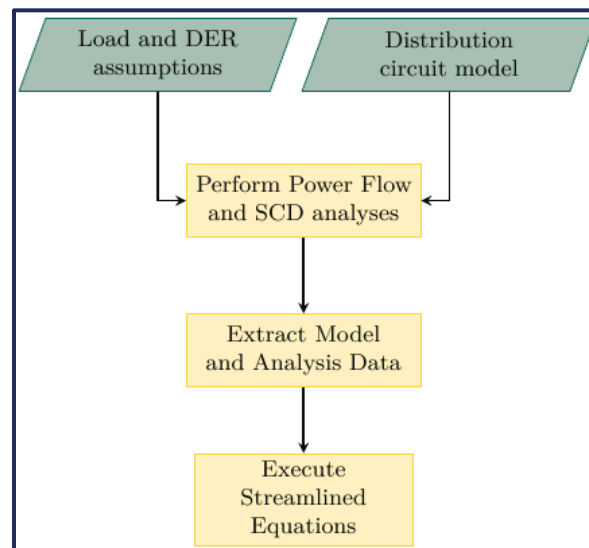 Load and DER
assumptions
Distribution
circuit model
Perform Power Flow
and SCD analyses
Extract Model
and Analysis Data
Execute
Streamlined
Equations